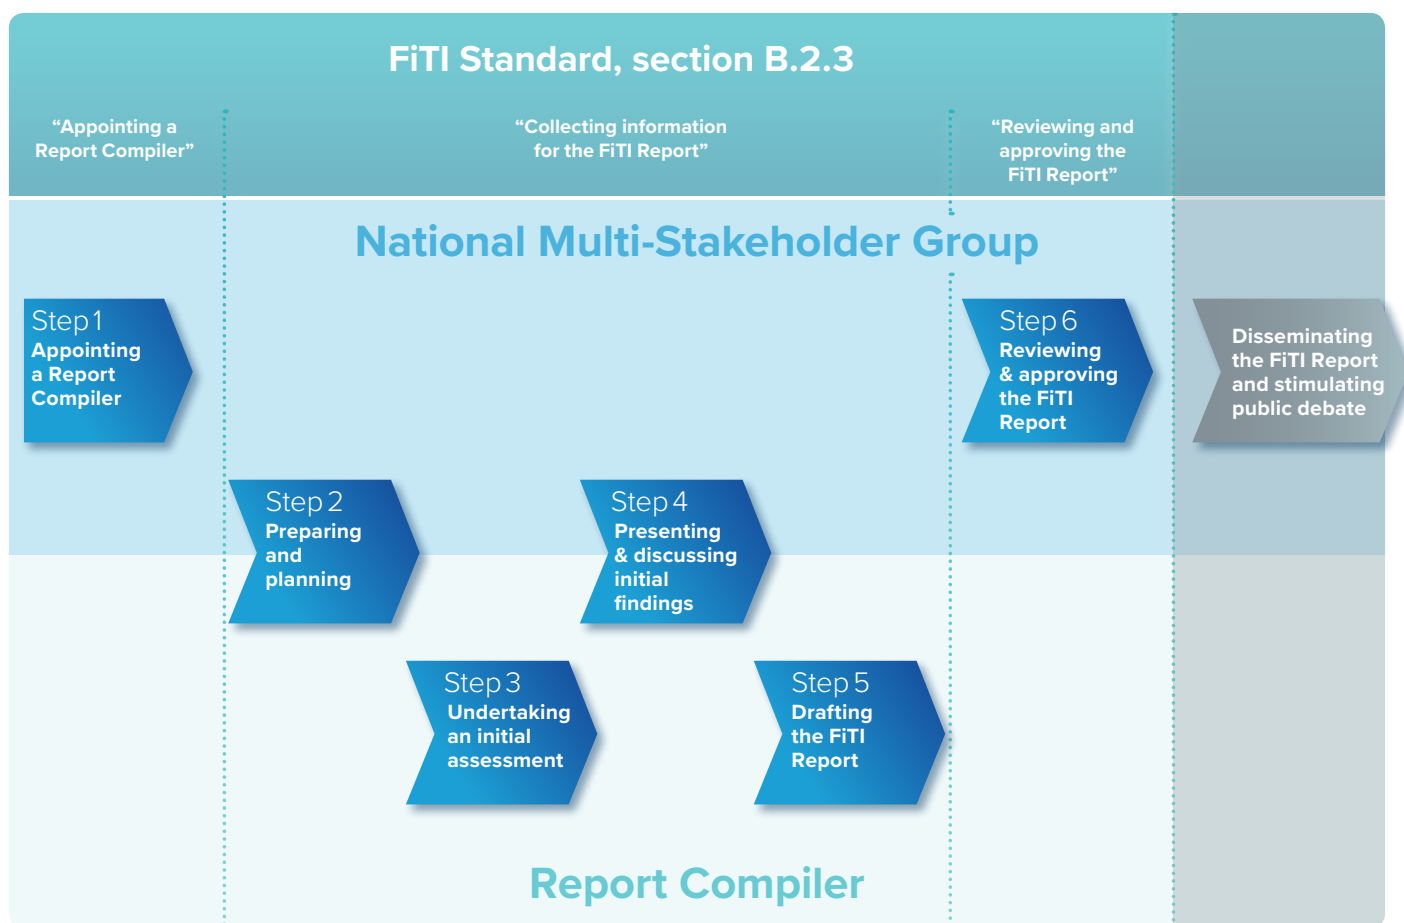 FiTI Standard, section B.2.3
“Appointing a
Report Compiler”
“Collecting information
for the FiTI Report”
“Reviewing and
approving the
FiTI Report”
National Multi-Stakeholder Group
Step 1
Appointing
a Report
Compiler
Step 2
Preparing
and
planning
Step 3
Undertaking
an initial
assessment
Step 4
Presenting
& discussing
initial
findings
Step 5
Drafting
the FiTI
Report
Step 6
Reviewing
& approving
the FiTI
Report
Disseminating
the FiTI Report
and stimulating
public debate
Report Compiler